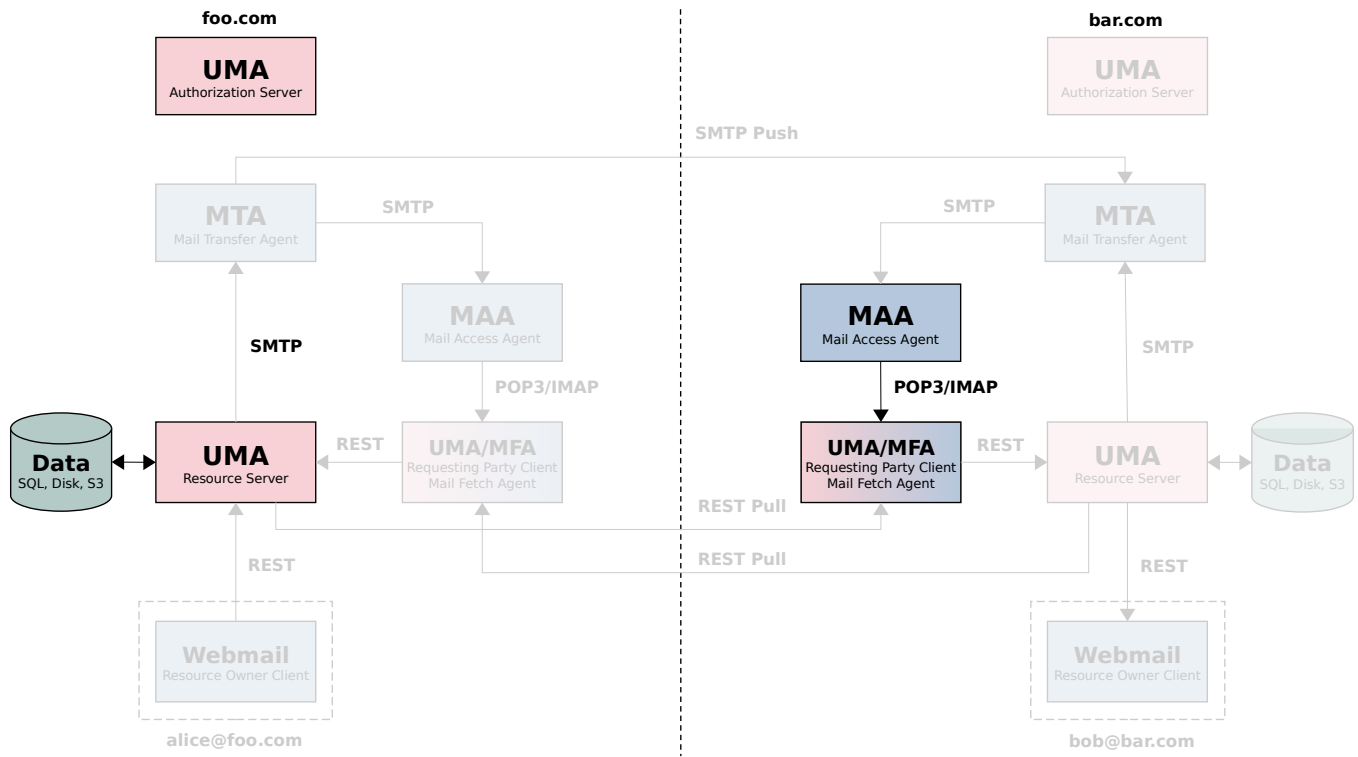 foo.com
bar.com
UMA
Authorization Server
UMA
Authorization Server
SMTP Push
MTA
Mail Transfer Agent
SMTP
SMTP
MTA
Mail Transfer Agent
MAA
Mail Access Agent
MAA
Mail Access Agent
SMTP
SMTP
POP3/IMAP
POP3/IMAP
Data
SQL, Disk, S3
UMA
Resource Server
REST
UMA/MFA
Requesting Party Client
Mail Fetch Agent
UMA/MFA
Requesting Party Client
Mail Fetch Agent
REST
UMA
Resource Server
Data
SQL, Disk, S3
REST Pull
REST Pull
REST
REST
Webmail
Resource Owner Client
Webmail
Resource Owner Client
alice@foo.com
bob@bar.com